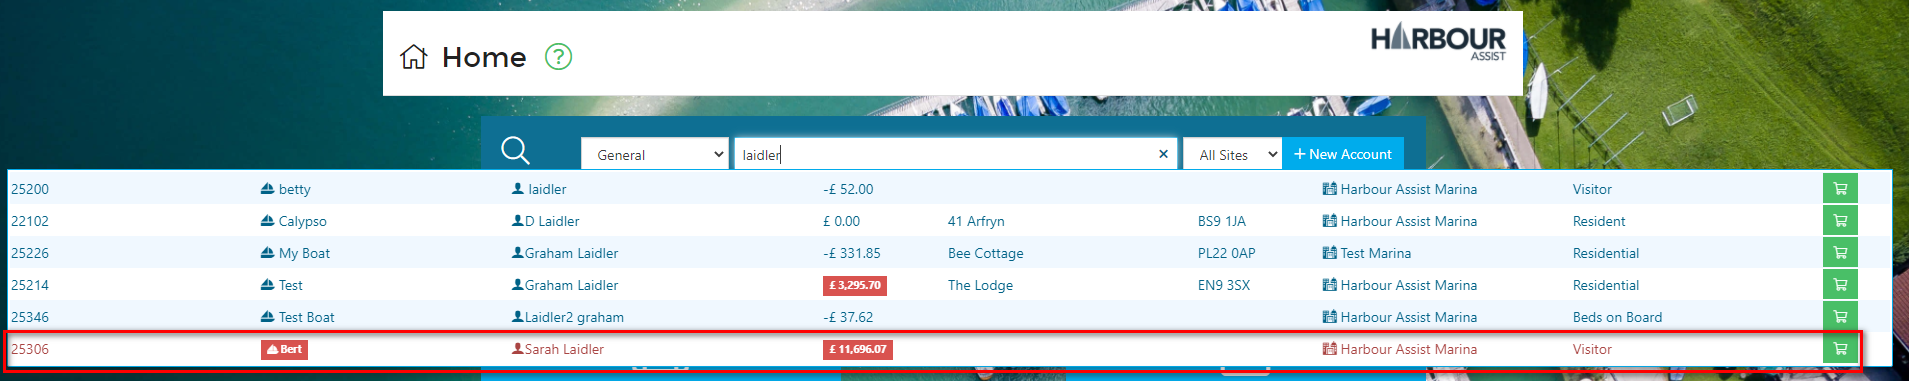 Home ?
HARBOUR
ASSIST
General laidler × All Sites + New Account
25200 betty laidler -£ 52.00 Harbour Assist Marina Visitor
22102 Calypso D Laidler £ 0.00 41 Arfryn BS9 1JA Harbour Assist Marina Resident
25226 My Boat Graham Laidler -£ 331.85 Bee Cottage PL22 0AP Test Marina Residential
25214 Test Graham Laidler £ 3,295.70 The Lodge EN9 3SX Harbour Assist Marina Residential
25346 Test Boat Laidler2 graham -£ 37.62 Harbour Assist Marina Beds on Board
25306 Bert Sarah Laidler £ 11,696.07 Harbour Assist Marina Visitor